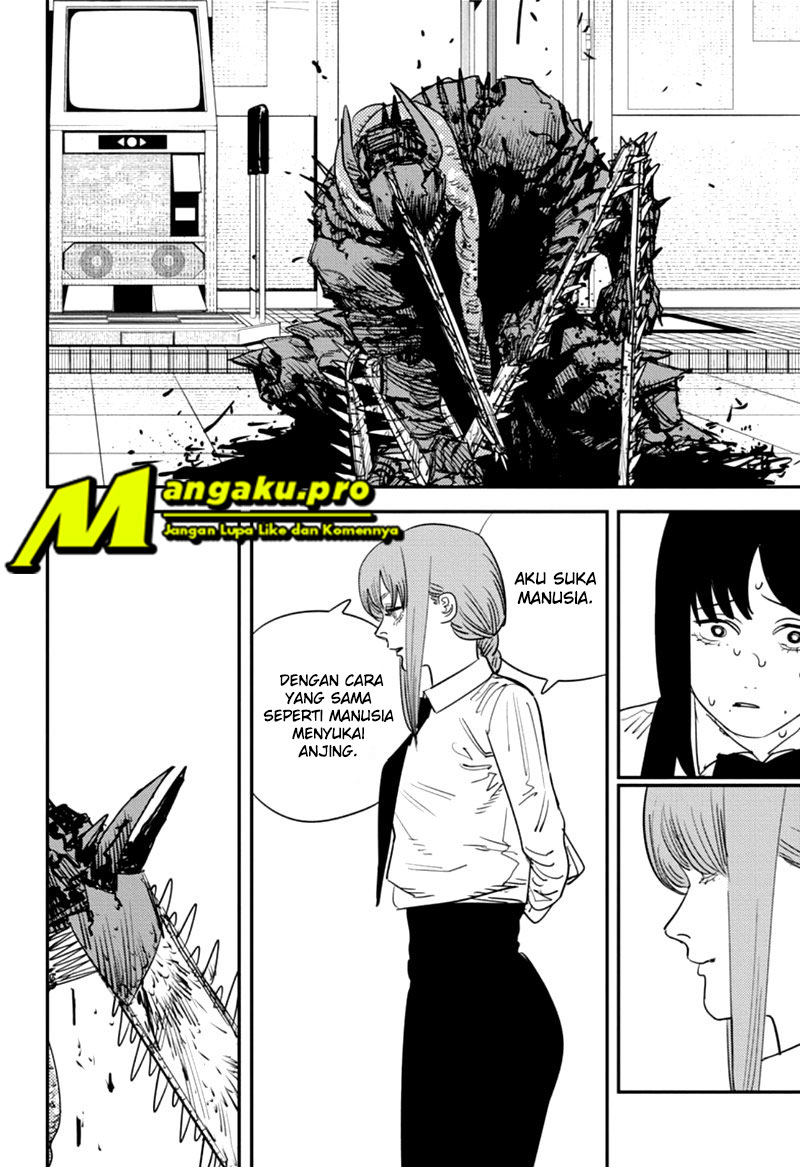 Mangaku.pro
Jangan Lupa Like dan Komennya
AKU SUKA
MANUSIA.
DENGAN CARA
YANG SAMA
SEPERTI MANUSIA
MENYUKAI
ANJING.